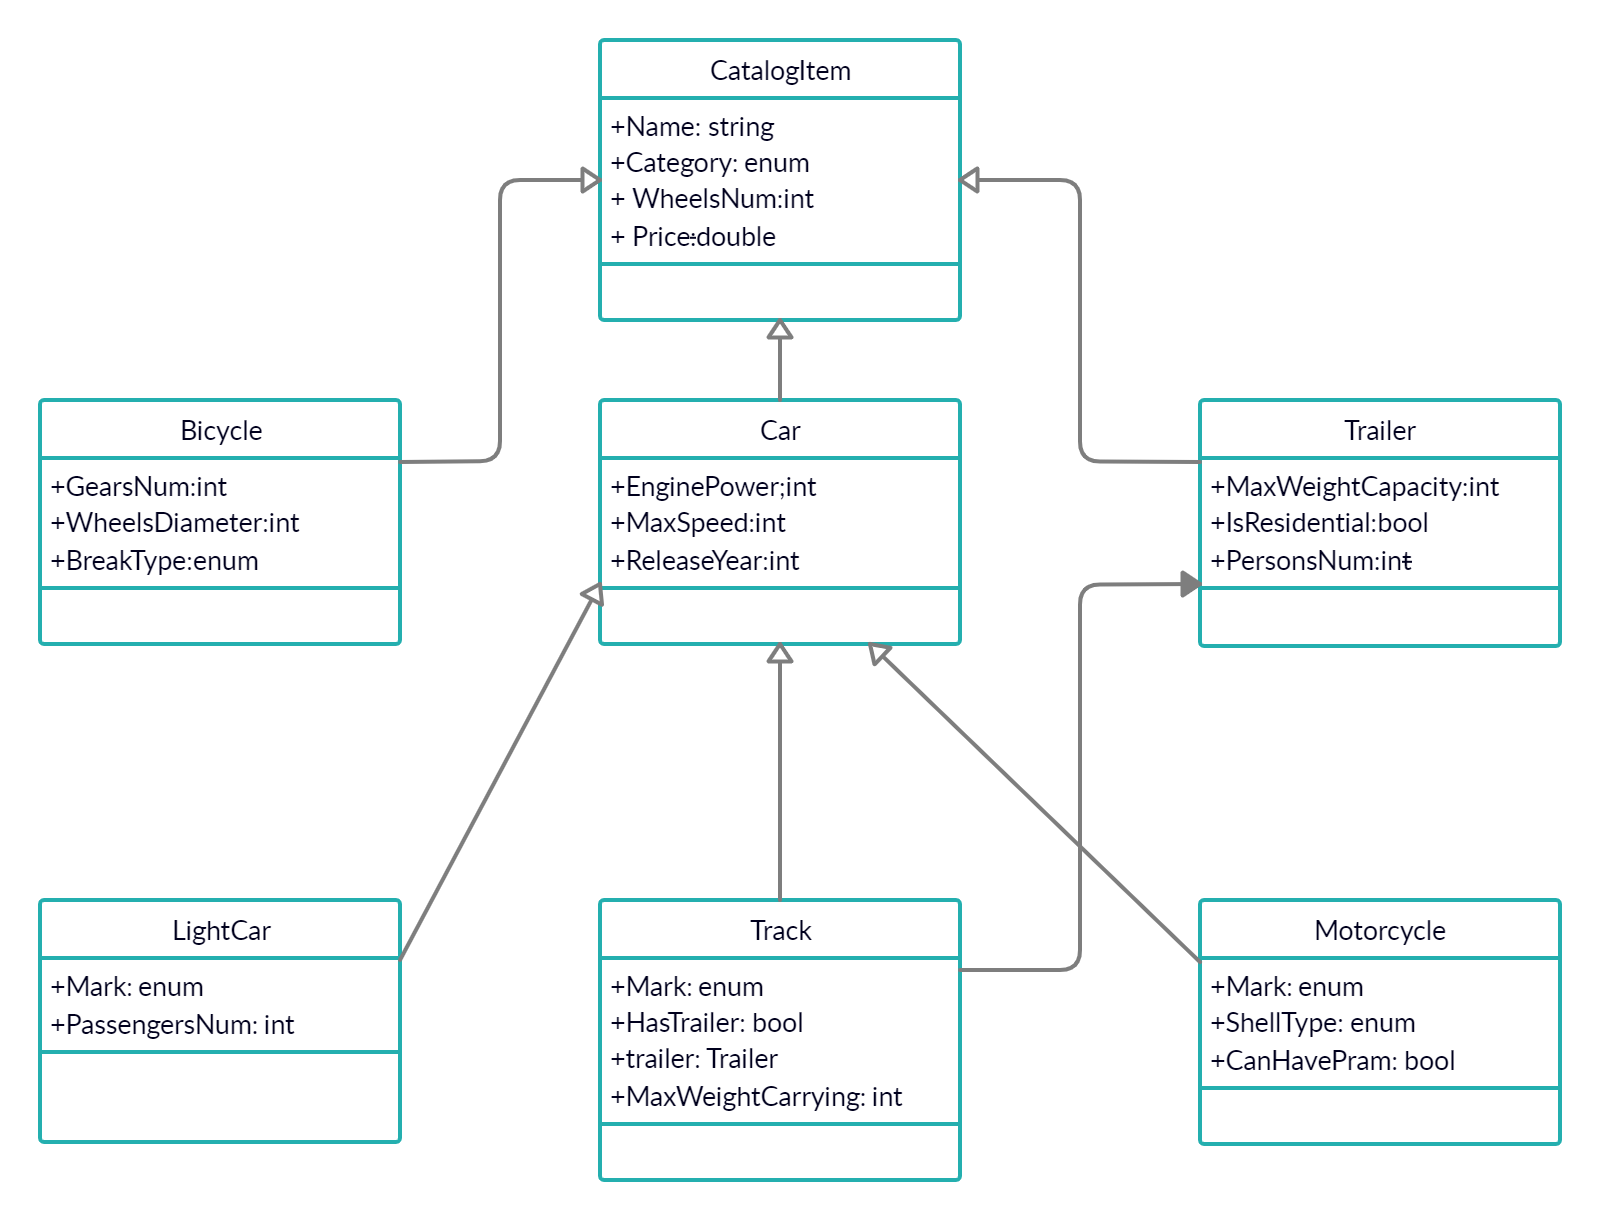 CatalogItem
+Name: string
+Category: enum
+ WheelsNum:int
+ Price:double
Bicycle
+GearsNum:int
+WheelsDiameter:int
+BreakType:enum
Car
+EnginePower;int
+MaxSpeed:int
+ReleaseYear:int
Trailer
+MaxWeightCapacity:int
+IsResidential:bool
+PersonsNum:int
LightCar
+Mark: enum
+PassengersNum: int
Track
+Mark: enum
+HasTrailer: bool
+trailer: Trailer
+MaxWeightCarrying: int
Motorcycle
+Mark: enum
+ShellType: enum
+CanHavePram: bool